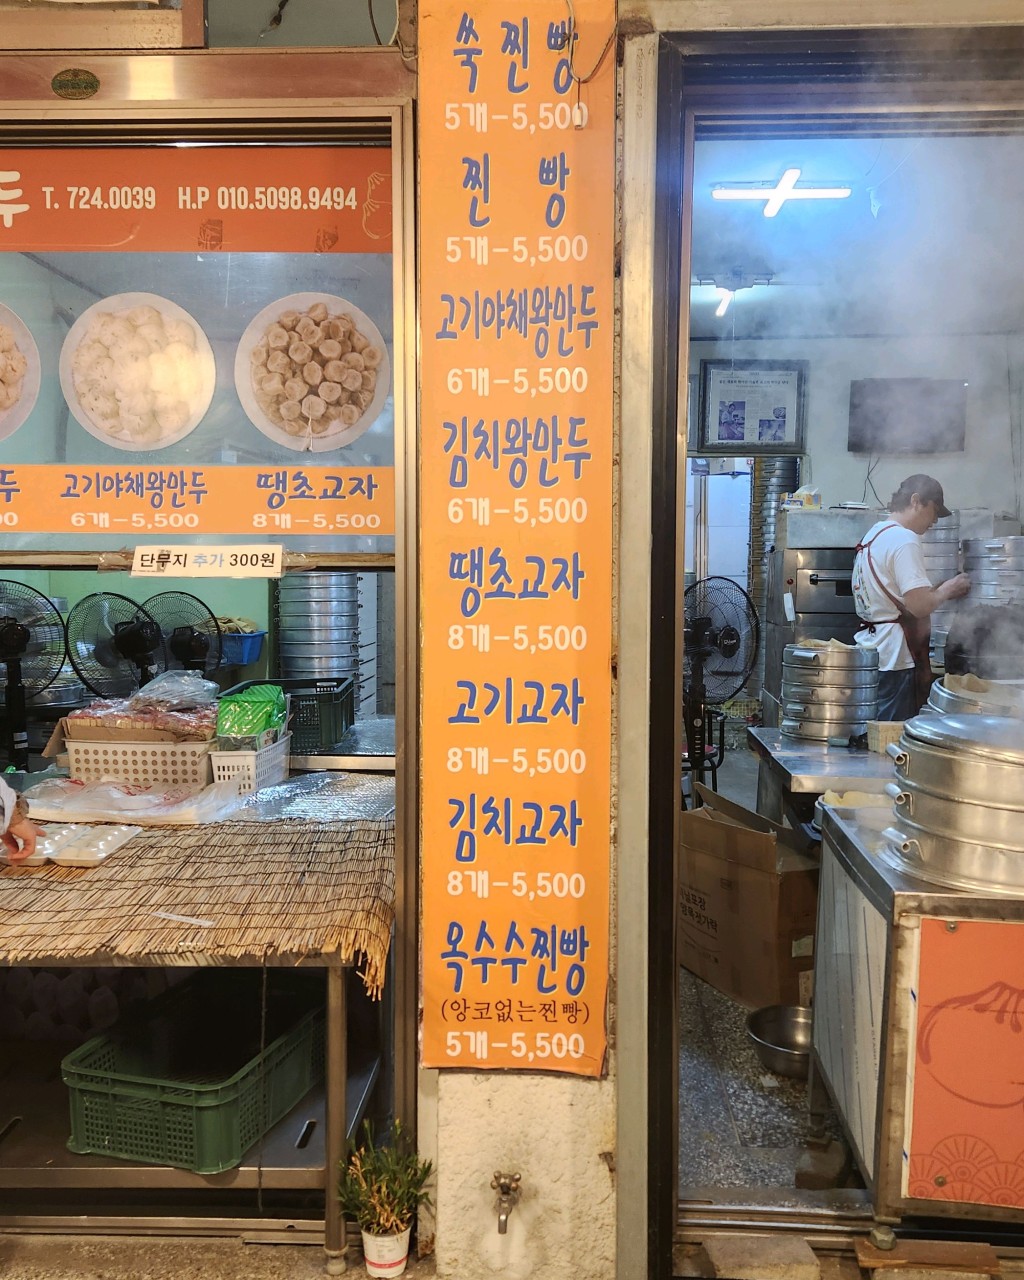 두 T. 724.0039 H.P 010.5098.9494
두
고기야채왕만두
6개-5,500
땡초교자
8개-5,500
단무지 추가 300원
쑥찐빵
5개-5,500
찐빵
5개-5,500
고기야채왕만두
6개-5,500
김치왕만두
6개-5,500
땡초교자
8개-5,500
고기교자
8개-5,500
김치교자
8개-5,500
옥수수찐빵
(앙코없는찐빵)
5개-5,500